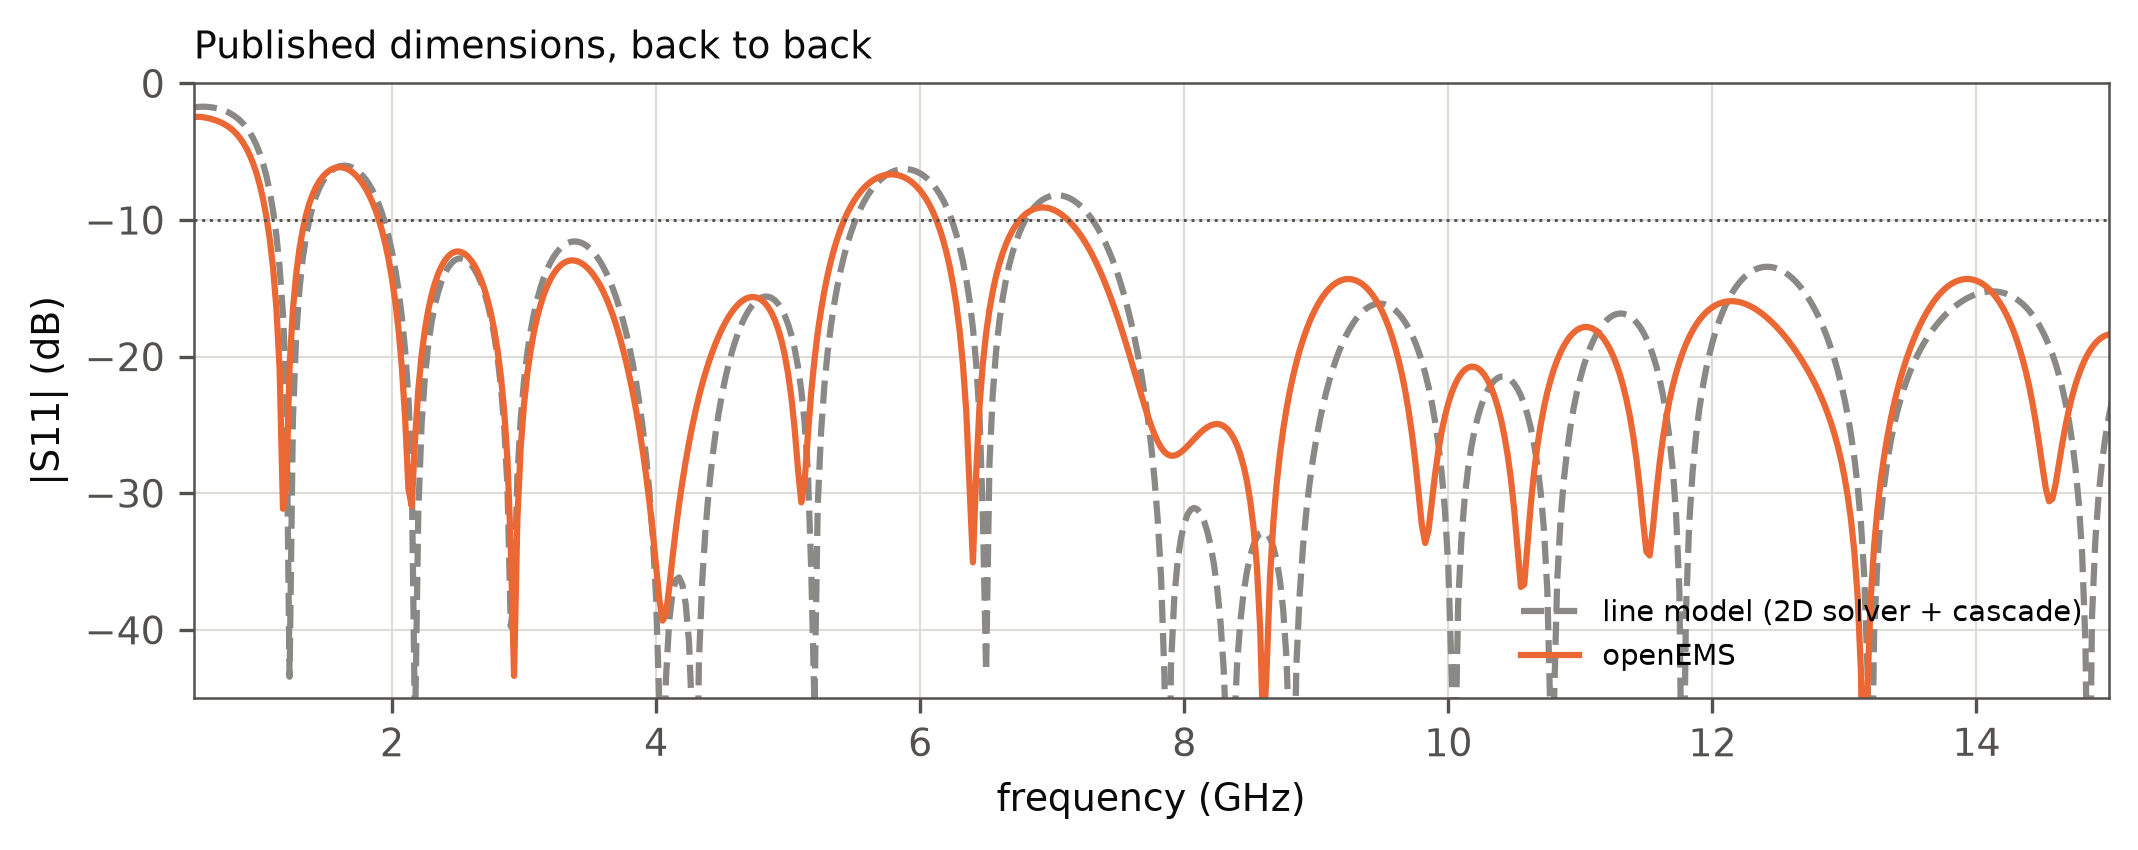 Published dimensions, back to back
0
−10
−20
−30
−40
|S11| (dB)
2 4 6 8 10 12 14
frequency (GHz)
line model (2D solver + cascade)
openEMS